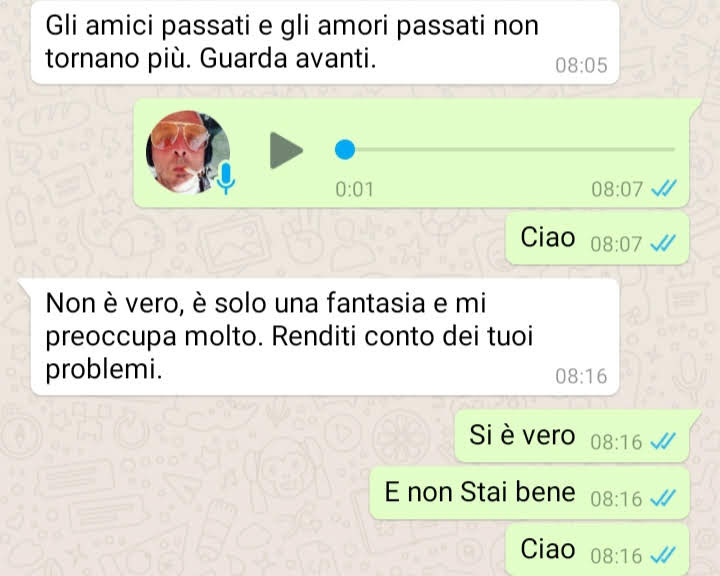 Gli amici passati e gli amori passati non
tornano più. Guarda avanti.
08:05
0:01
08:07
Ciao 08:07
Non è vero, è solo una fantasia e mi
preoccupa molto. Renditi conto dei tuoi
problemi.
08:16
Si è vero 08:16
E non Stai bene 08:16
Ciao 08:16